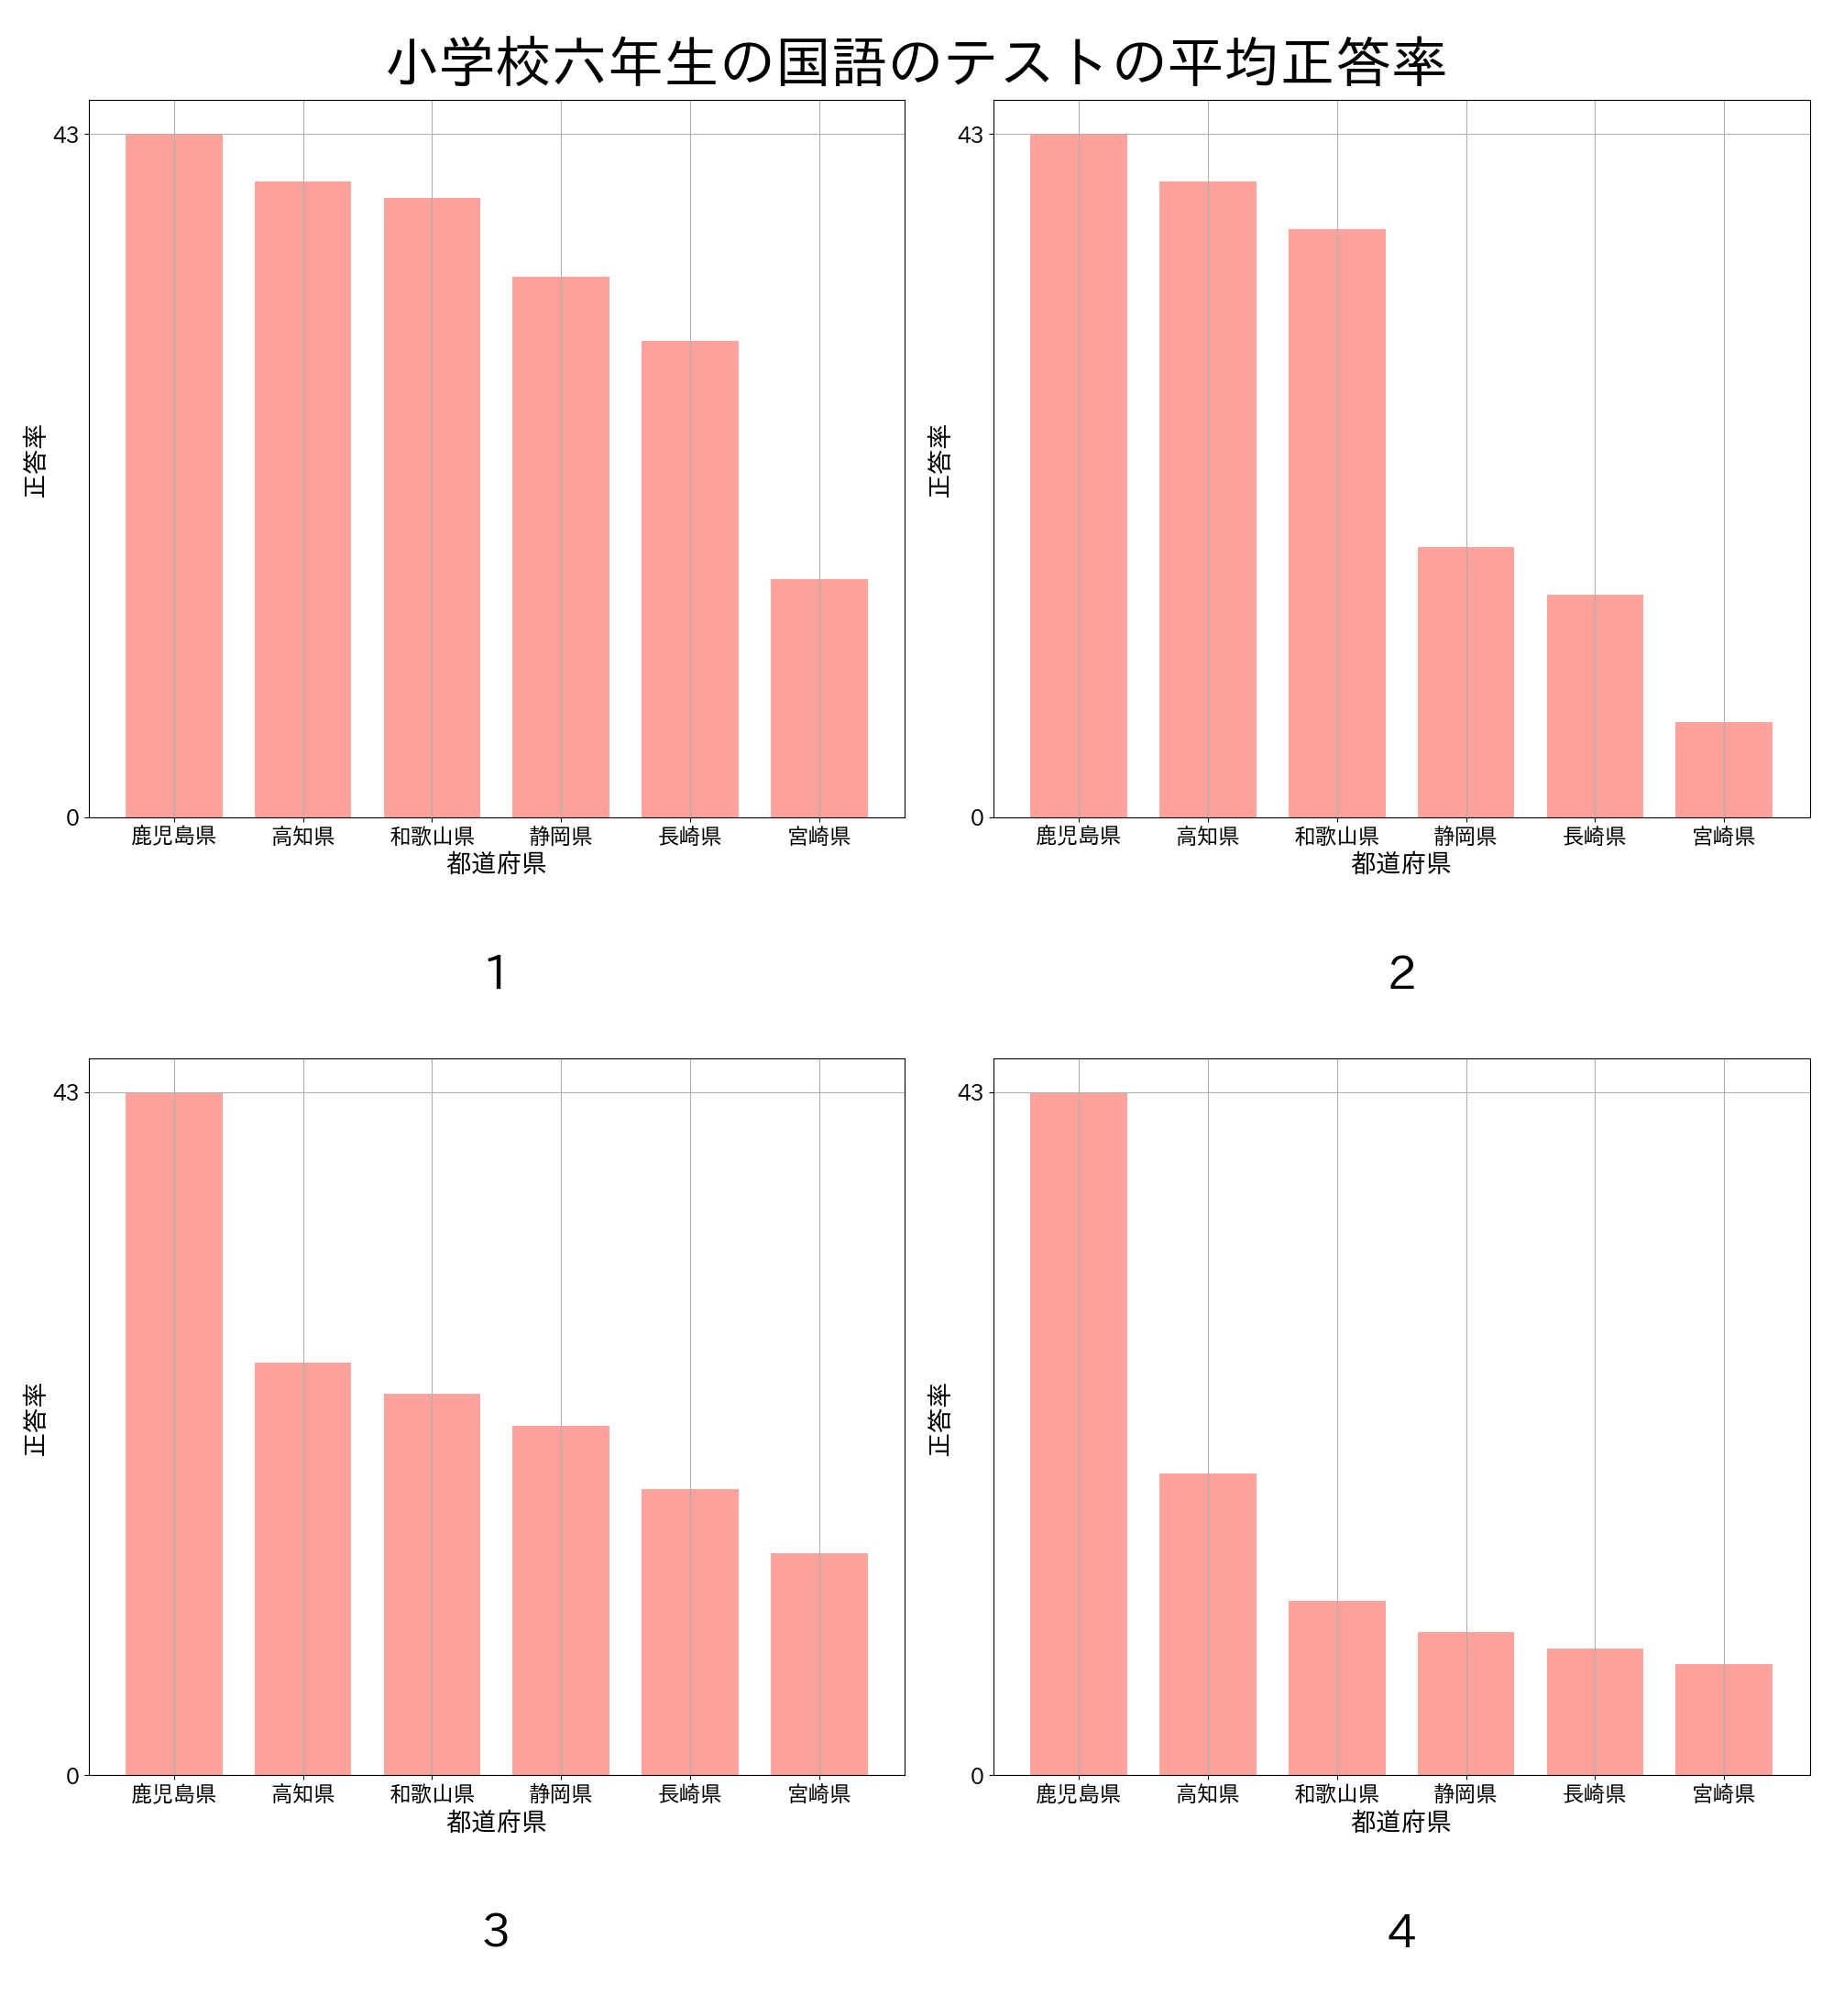 小学校六年生の国語のテストの平均正答率
43
0
正答率
鹿児島県 高知県 和歌山県 静岡県 長崎県 宮崎県
都道府県
1
43
0
正答率
鹿児島県 高知県 和歌山県 静岡県 長崎県 宮崎県
都道府県
2
43
0
正答率
鹿児島県 高知県 和歌山県 静岡県 長崎県 宮崎県
都道府県
3
43
0
正答率
鹿児島県 高知県 和歌山県 静岡県 長崎県 宮崎県
都道府県
4